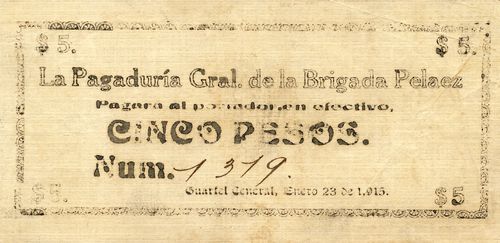 $ 5. $ 5.
La Pagaduría Gral. de la Brigada Pelaez
Pagara al portador en efectivo,
CINCO PESOS.
Num. 1319.
Cuartel General, Enero 23 de 1,915.
$ 5 $ 5